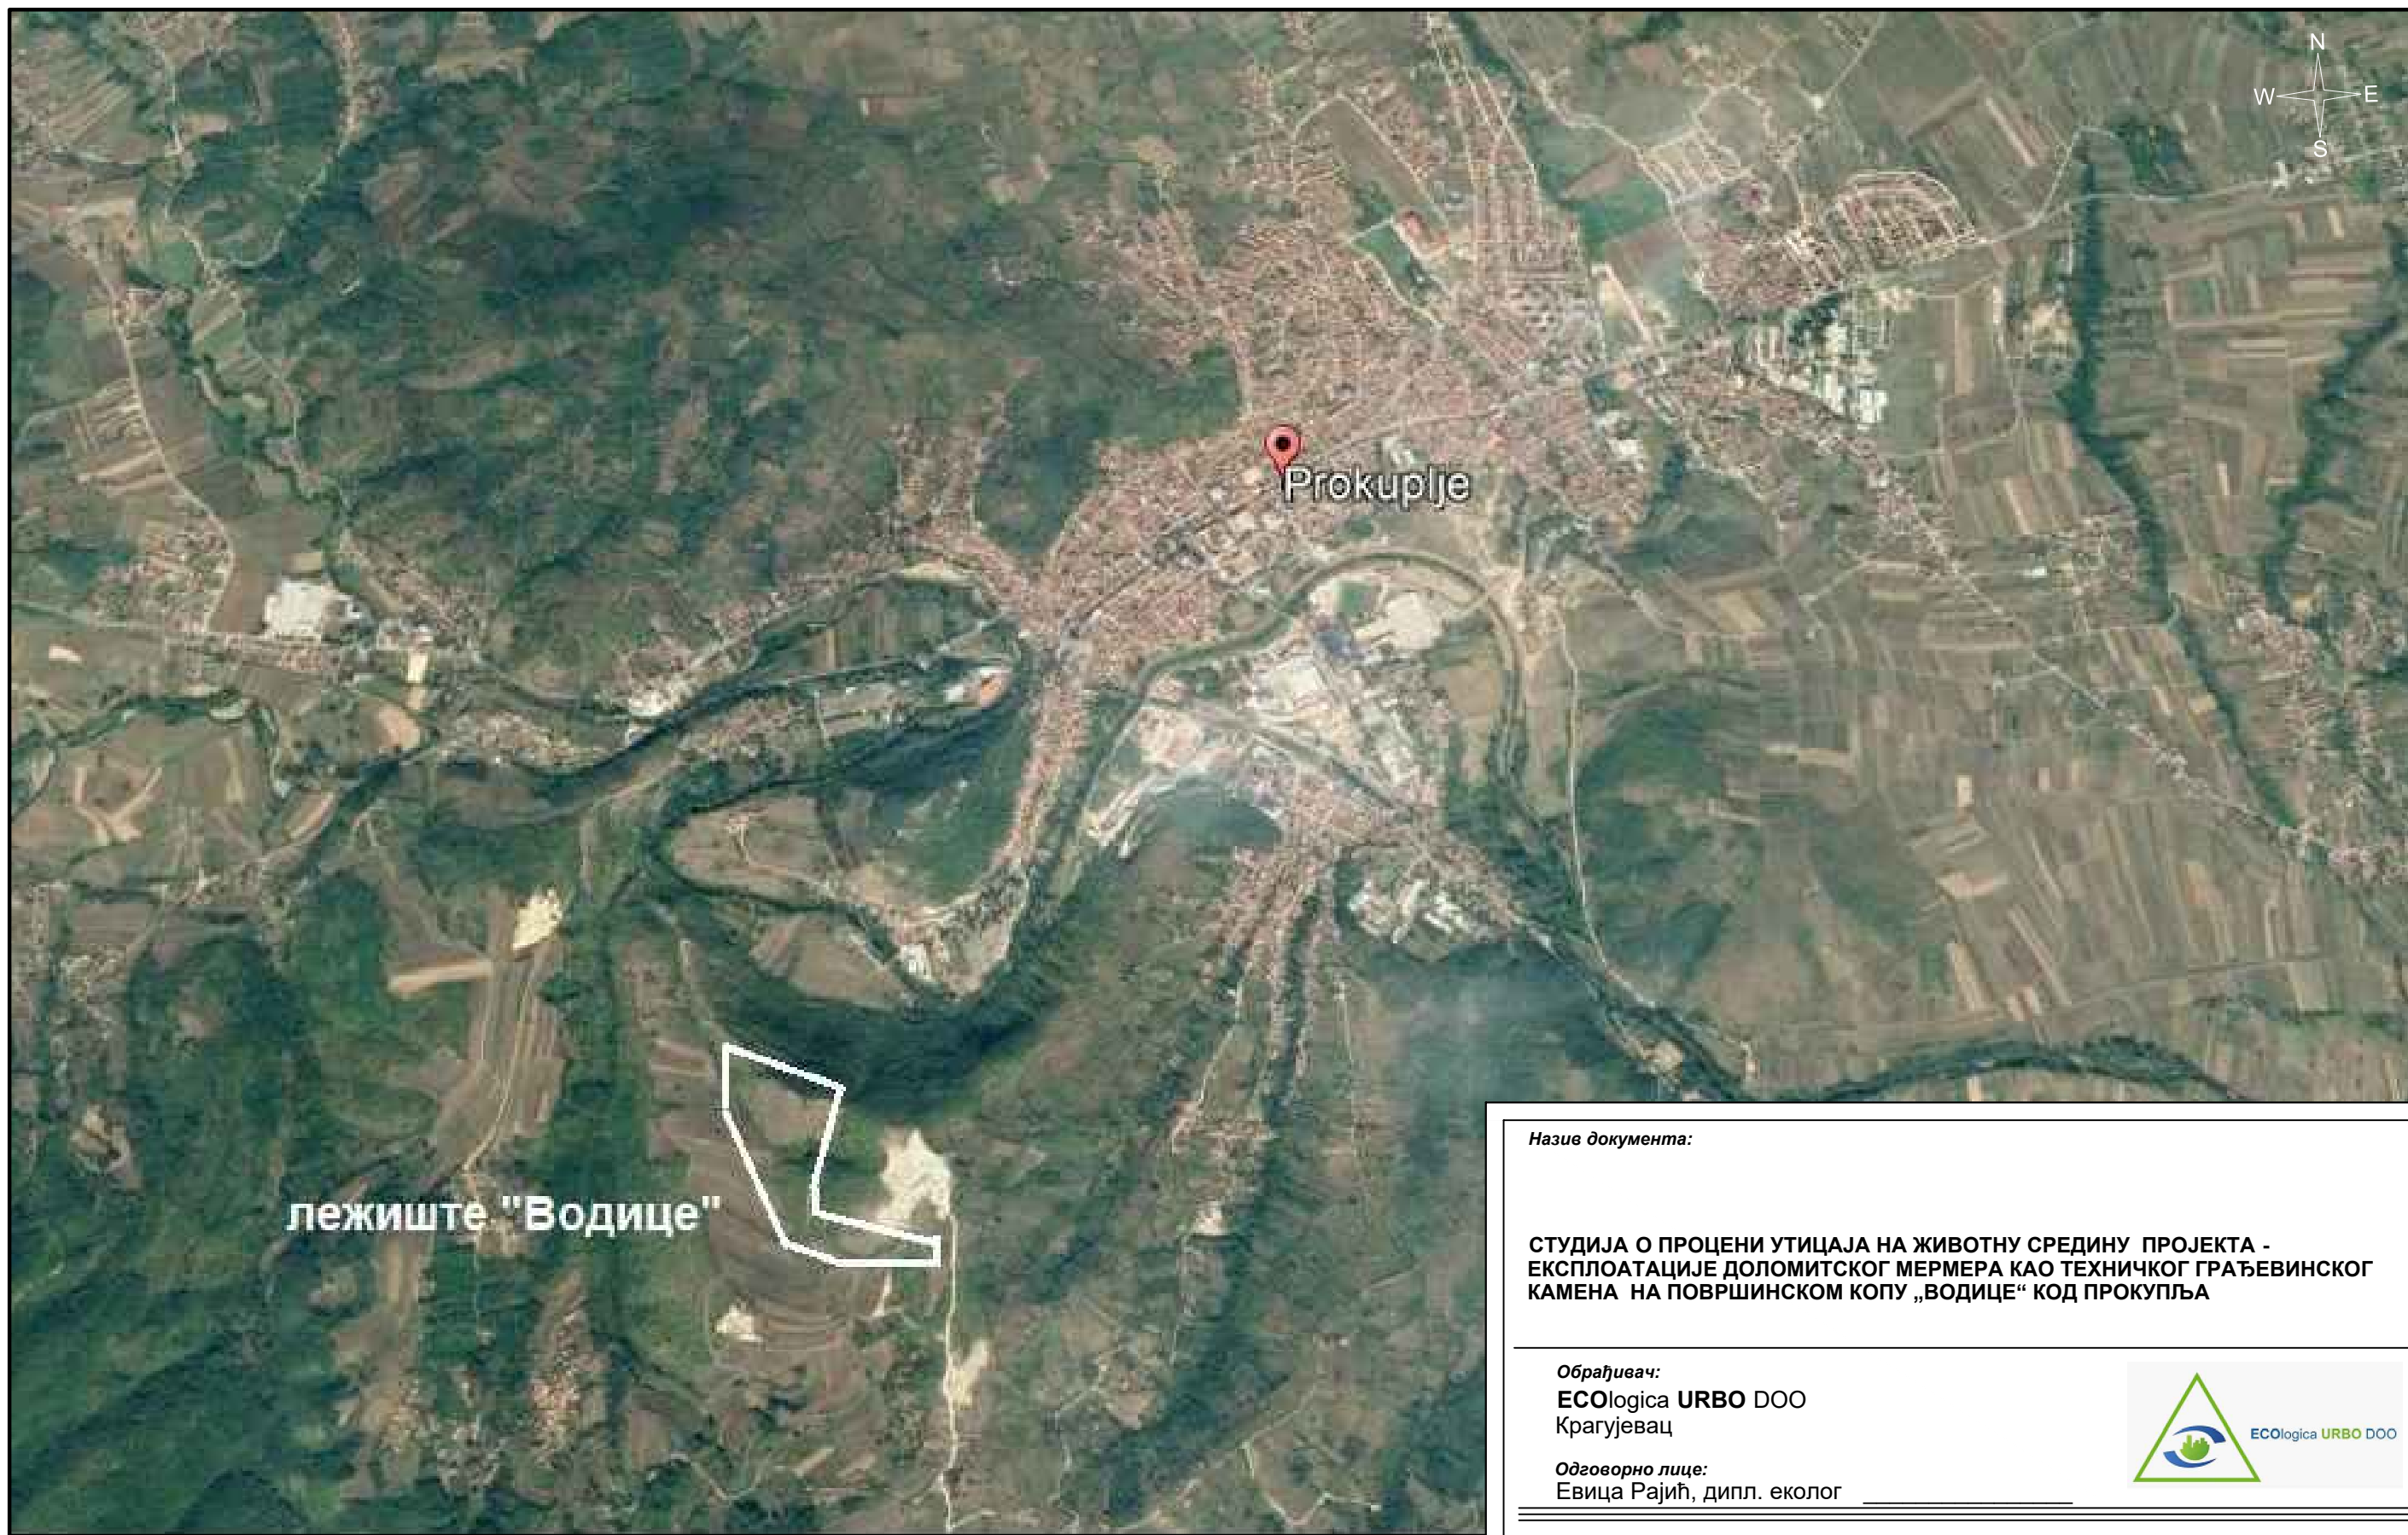 N
W E
S
Prokuplje
лежиште "Водице"
Назив документа:
СТУДИЈА О ПРОЦЕНИ УТИЦАЈА НА ЖИВОТНУ СРЕДИНУ ПРОЈЕКТА -
ЕКСПЛОАТАЦИЈЕ ДОЛОМИТСКОГ МЕРМЕРА КАО ТЕХНИЧКОГ ГРАЂЕВИНСКОГ
КАМЕНА НА ПОВРШИНСКОМ КОПУ „ВОДИЦЕ“ КОД ПРОКУПЉА
Обрађивач:
ECOlogica URBO DOO
Крагујевац
ECOlogica URBO DOO
Одговорно лице:
Евица Рајић, дипл. еколог